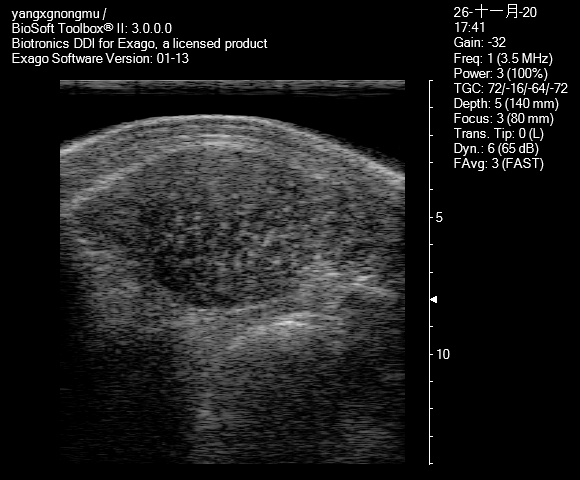 yangxgnongmu /
BioSoft Toolbox® II: 3.0.0.0
Biotronics DDI for Exago, a licensed product
Exago Software Version: 01-13
26-十一月-20
17:41
Gain: -32
Freq: 1 (3.5 MHz)
Power: 3 (100%)
TGC: 72/-16/-64/-72
Depth: 5 (140 mm)
Focus: 3 (80 mm)
Trans. Tip: 0 (L)
Dyn.: 6 (65 dB)
FAvg: 3 (FAST)
5
10